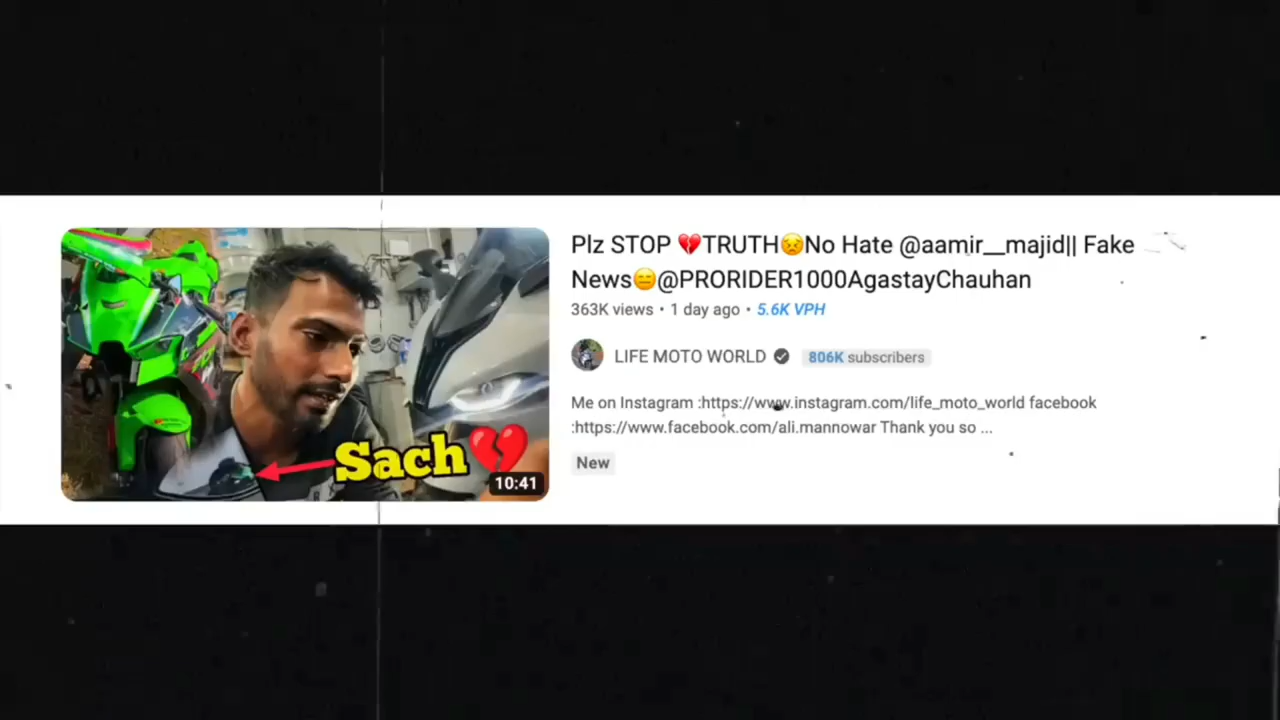 Plz STOP 💔TRUTH😣No Hate @aamir__majid|| Fake
News😑@PRORIDER1000AgastayChauhan
363K views • 1 day ago • 5.6K VPH
LIFE MOTO WORLD 806K subscribers
Me on Instagram :https://www.instagram.com/life_moto_world facebook
:https://www.facebook.com/ali.mannowar Thank you so ...
New
Sach💔
10:41